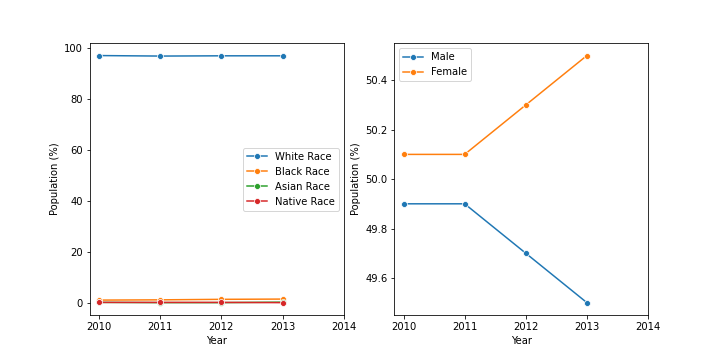 100
80
60
40
20
0
Population (%)
2010 2011 2012 2013 2014
Year
White Race
Black Race
Asian Race
Native Race
50.4
50.2
50.0
49.8
49.6
Population (%)
2010 2011 2012 2013 2014
Year
Male
Female